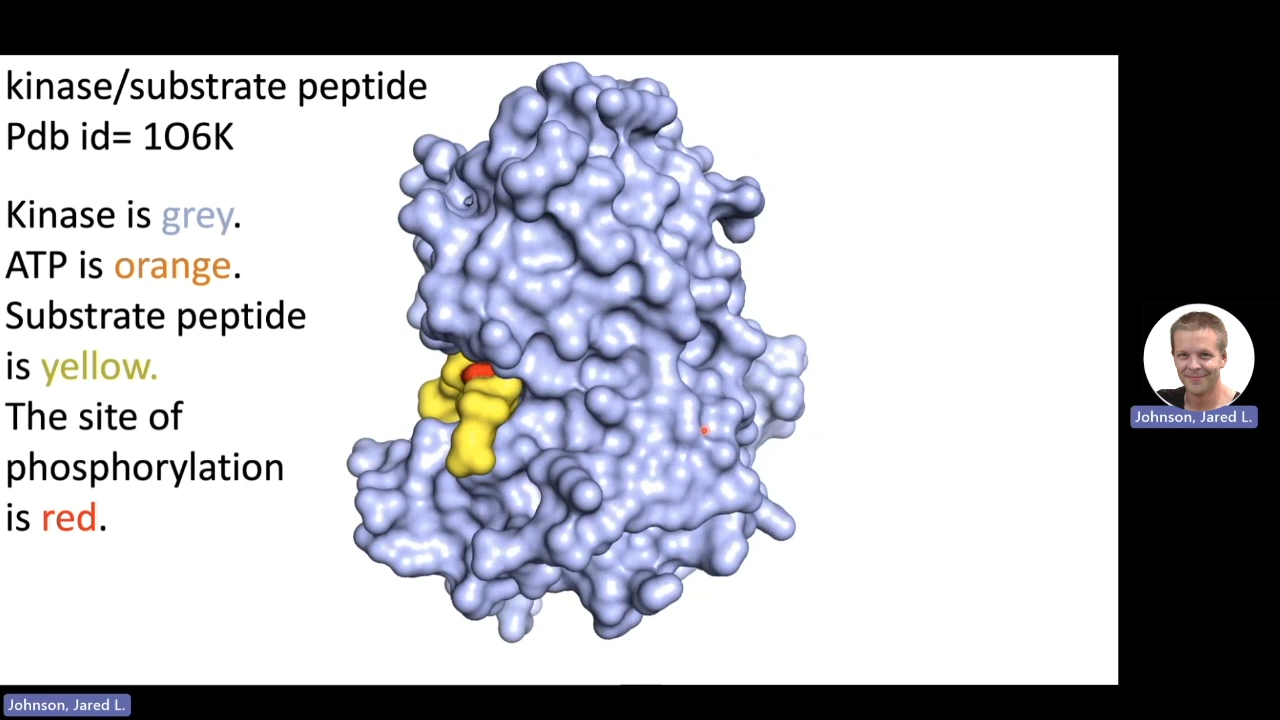 kinase/substrate peptide
Pdb id= 1O6K
Kinase is grey.
ATP is orange.
Substrate peptide
is yellow.
The site of
phosphorylation
is red.
Johnson, Jared L.
Johnson, Jared L.